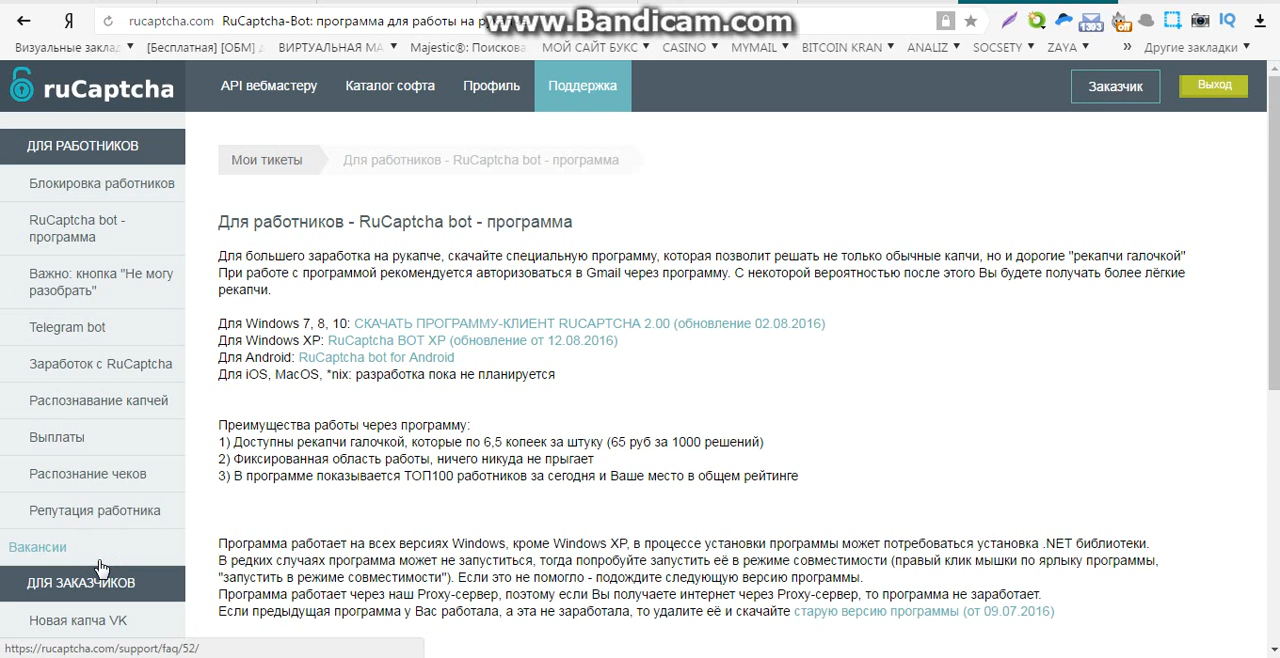 Я
rucaptcha.com RuCaptcha-Bot: программа для работы на
www.Bandicam.com
1393
off
IQ
Визуальные заклад
[Бесплатная] [ОБМ]
ВИРТУАЛЬНАЯ МА
Majestic®: Поискова
МОЙ САЙТ БУКС
CASINO
MYMAIL
BITCOIN KRAN
ANALIZ
SOCSETY
ZAYA
»
Другие закладки
ruCaptcha
API вебмастеру
Каталог софта
Профиль
Поддержка
Заказчик
Выход
ДЛЯ РАБОТНИКОВ
Блокировка работников
RuCaptcha bot -
программа
Важно: кнопка "Не могу
разобрать"
Telegram bot
Заработок с RuCaptcha
Распознавание капчей
Выплаты
Распознание чеков
Репутация работника
Вакансии
ДЛЯ ЗАКАЗЧИКОВ
Новая капча VK
https://rucaptcha.com/support/faq/52/
Мои тикеты
Для работников - RuCaptcha bot - программа
Для работников - RuCaptcha bot - программа
Для большего заработка на рукапче, скачайте специальную программу, которая позволит решать не только обычные капчи, но и дорогие "рекапчи галочкой"
При работе с программой рекомендуется авторизоваться в Gmail через программу. С некоторой вероятностью после этого Вы будете получать более лёгкие
рекапчи.
Для Windows 7, 8, 10: СКАЧАТЬ ПРОГРАММУ-КЛИЕНТ RUCAPTCHA 2.00 (обновление 02.08.2016)
Для Windows XP: RuCaptcha BOT XP (обновление от 12.08.2016)
Для Android: RuCaptcha bot for Android
Для iOS, MacOS, *nix: разработка пока не планируется
Преимущества работы через программу:
1) Доступны рекапчи галочкой, которые по 6,5 копеек за штуку (65 руб за 1000 решений)
2) Фиксированная область работы, ничего никуда не прыгает
3) В программе показывается ТОП100 работников за сегодня и Ваше место в общем рейтинге
Программа работает на всех версиях Windows, кроме Windows XP, в процессе установки программы может потребоваться установка .NET библиотеки.
В редких случаях программа может не запуститься, тогда попробуйте запустить её в режиме совместимости (правый клик мышки по ярлыку программы,
"запустить в режиме совместимости"). Если это не помогло - подождите следующую версию программы.
Программа работает через наш Proxy-сервер, поэтому если Вы получаете интернет через Proxy-сервер, то программа не заработает.
Если предыдущая программа у Вас работала, а эта не заработала, то удалите её и скачайте старую версию программы (от 09.07.2016)